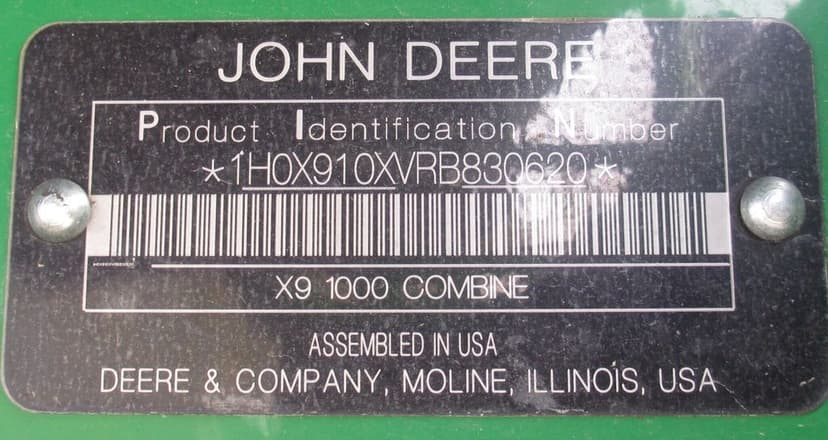 JOHN DEERE
Product Identification Number
*1H0X910XVRB830620*
X9 1000 COMBINE
ASSEMBLED IN USA
DEERE & COMPANY, MOLINE, ILLINOIS, USA